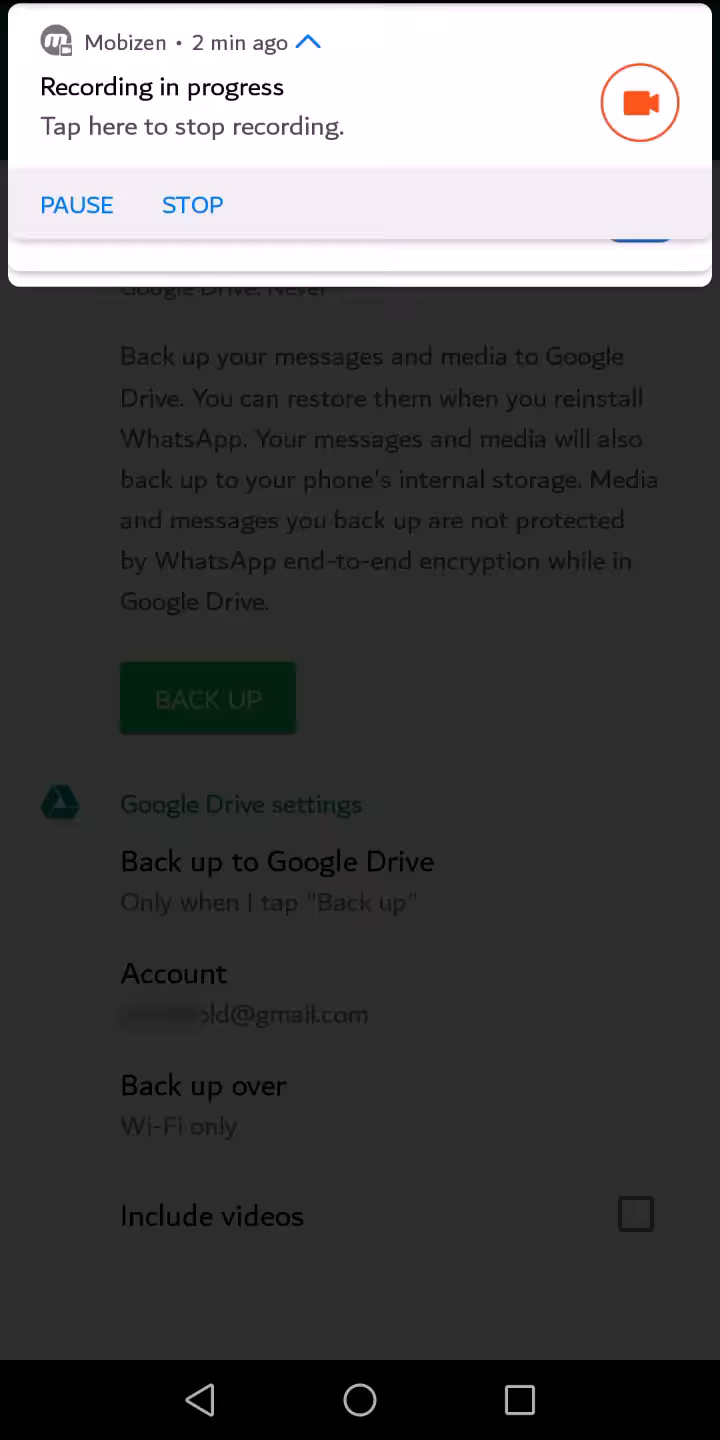 Mobizen • 2 min ago
Recording in progress
Tap here to stop recording.
PAUSE STOP
Google Drive: Never
Back up your messages and media to Google
Drive. You can restore them when you reinstall
WhatsApp. Your messages and media will also
back up to your phone's internal storage. Media
and messages you back up are not protected
by WhatsApp end-to-end encryption while in
Google Drive.
BACK UP
Google Drive settings
Back up to Google Drive
Only when I tap "Back up"
Account
old@gmail.com
Back up over
Wi-Fi only
Include videos